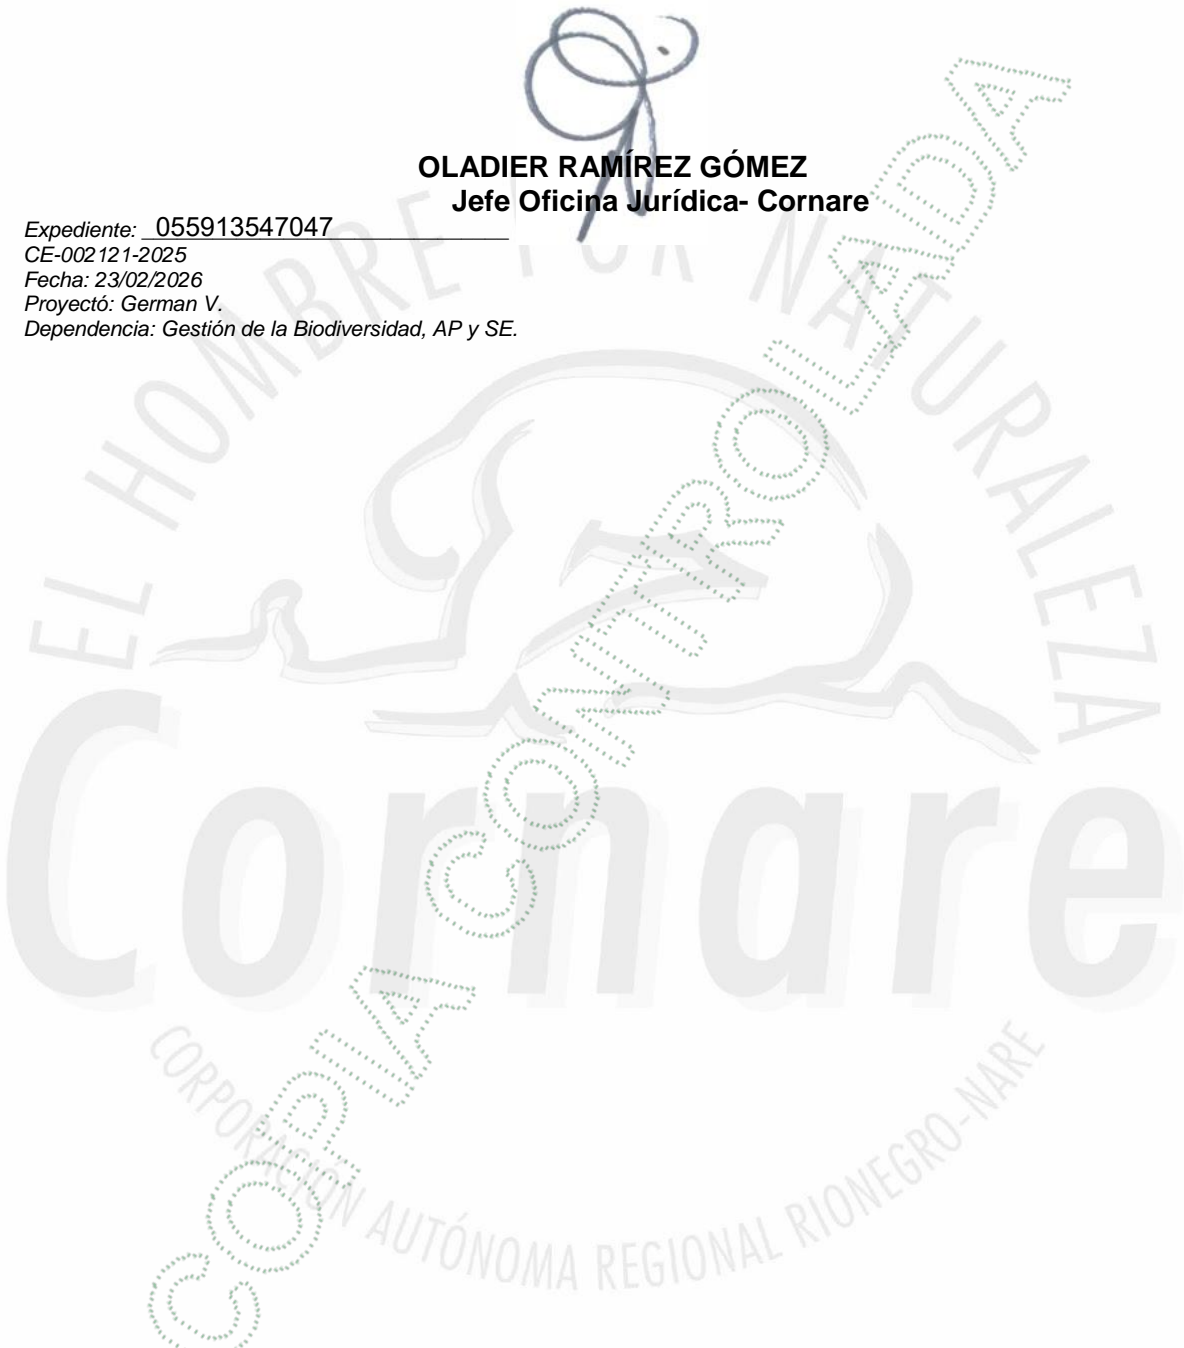 OLADIER RAMÍREZ GÓMEZ
Jefe Oficina Jurídica- Cornare
Expediente: 055913547047
CE-002121-2025
Fecha: 23/02/2026
Proyectó: German V.
Dependencia: Gestión de la Biodiversidad, AP y SE.
EL HOMBRE POR NATURALEZA
Cornare
CORPORACIÓN AUTÓNOMA REGIONAL RIONEGRO-NARE
COPIA CONTROLADA